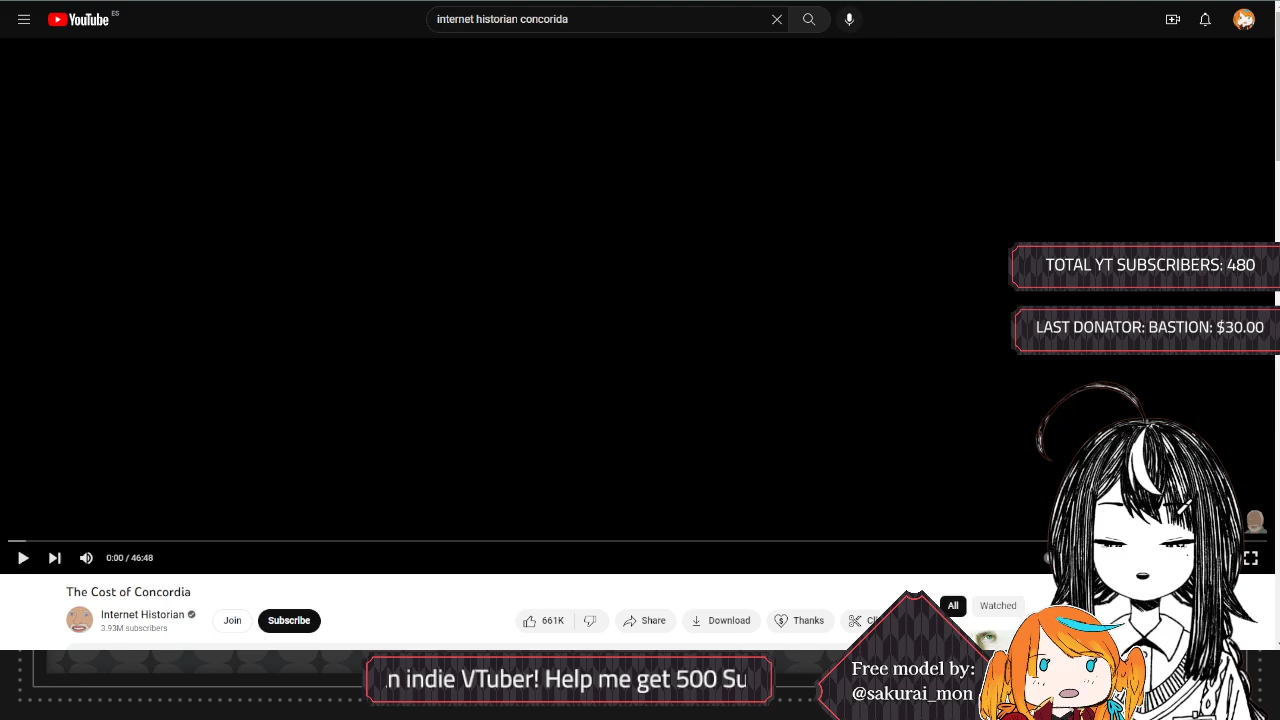 YouTube ES
internet historian concorida
TOTAL YT SUBSCRIBERS: 480
LAST DONATOR: BASTION: $30.00
0:00 / 46:48
The Cost of Concordia
Internet Historian
3.93M subscribers
Join
Subscribe
661K
Share
Download
Thanks
All
Watched
n indie VTuber! Help me get 500 Su
Free model by:
@sakurai_mon